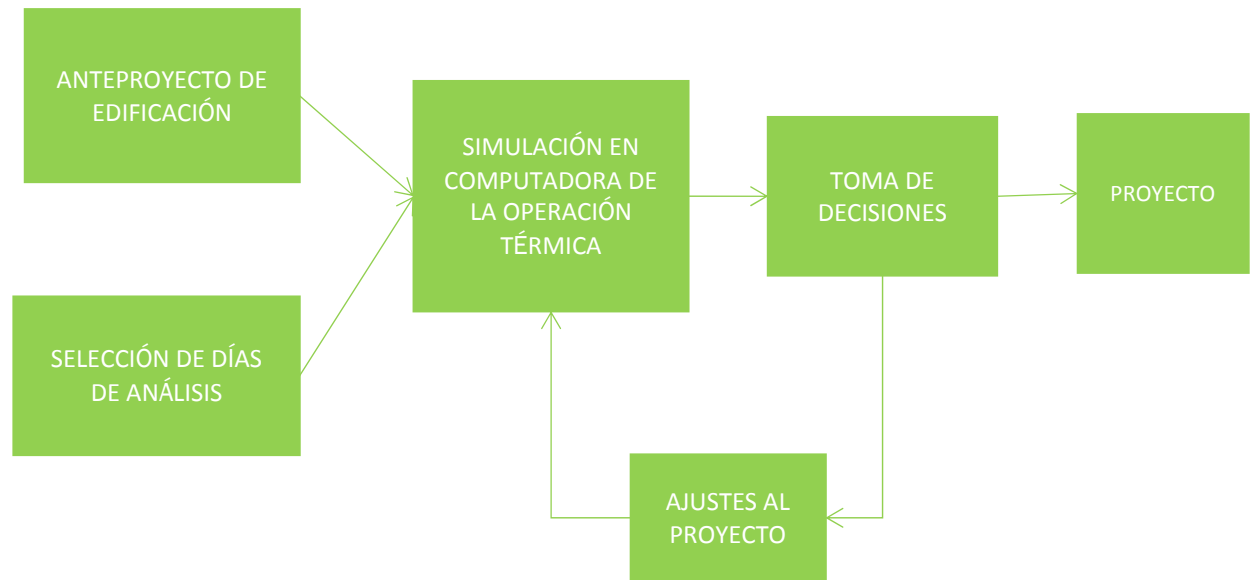 ANTEPROYECTO DE
EDIFICACIÓN
SELECCIÓN DE DÍAS
DE ANÁLISIS
SIMULACIÓN EN
COMPUTADORA DE
LA OPERACIÓN
TÉRMICA
TOMA DE
DECISIONES
PROYECTO
AJUSTES AL
PROYECTO